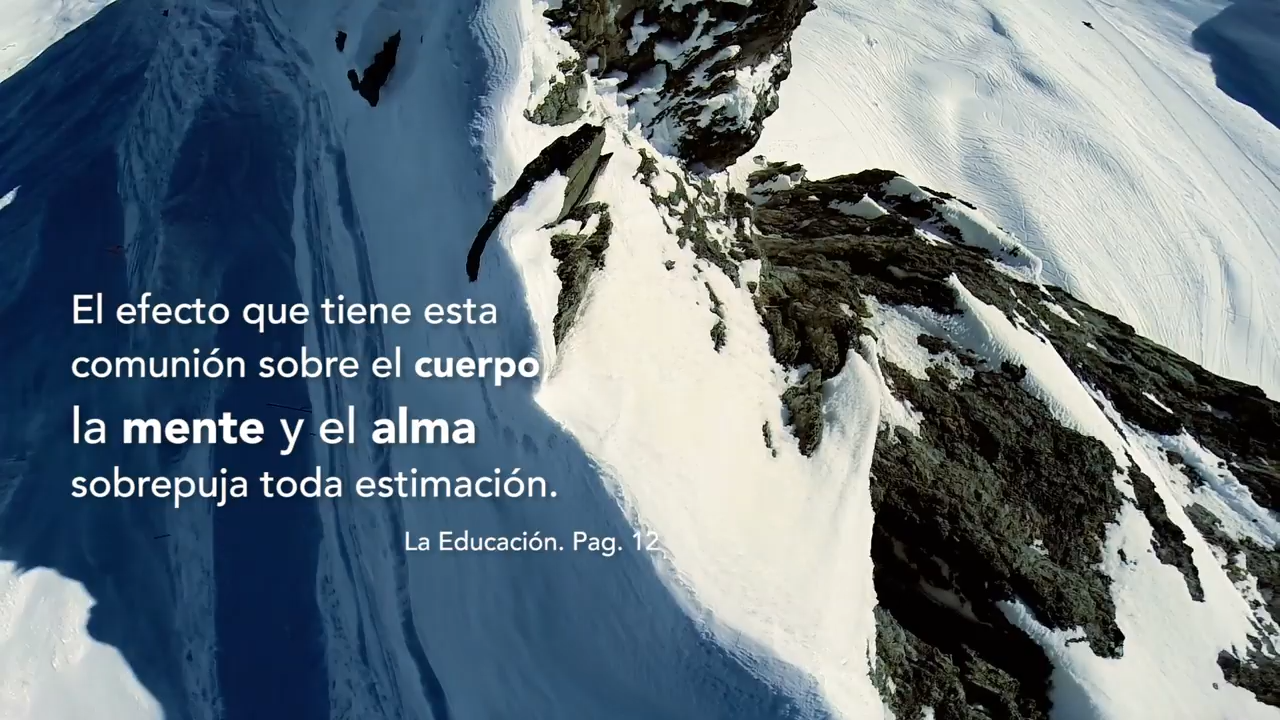 El efecto que tiene esta
comunión sobre el cuerpo
la mente y el alma
sobrepuja toda estimación.
La Educación. Pag. 12